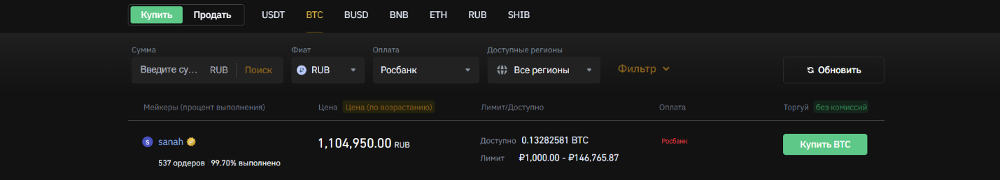 Купить Продать USDT BTC BUSD BNB ETH RUB SHIB
Сумма Фиат Оплата Доступные регионы
Введите су... RUB Поиск RUB Росбанк Все регионы Фильтр Обновить
Мейкеры (процент выполнения) Цена Цена (по возрастанию) Лимит/Доступно Оплата Торгуй без комиссий
s sanah 1,104,950.00 RUB Доступно 0.13282581 BTC Росбанк Купить BTC
537 ордеров 99.70% выполнено Лимит ₽1,000.00 - ₽146,765.87